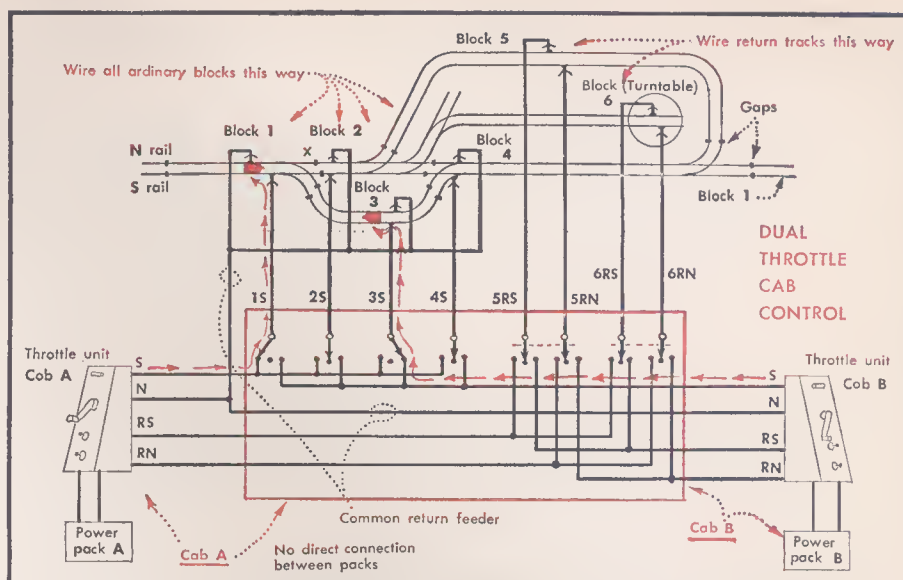 Block 5
Wire return tracks this way
Wire all ordinary blocks this way
Block (Turntable)
6
Gaps
Block 1
Block 2
Block
4
N rail
X
S rail
Block
3
Block 1
DUAL
THROTTLE
CAB
CONTROL
1S
2S
3S
4S
5RS
5RN
6RS
6RN
Throttle unit
Cab A
S
N
RS
RN
Throttle unit
Cab B
S
N
RS
RN
Common return feeder
Power
pack A
Cab A
No direct connection
between packs
Cab B
Power
pack B